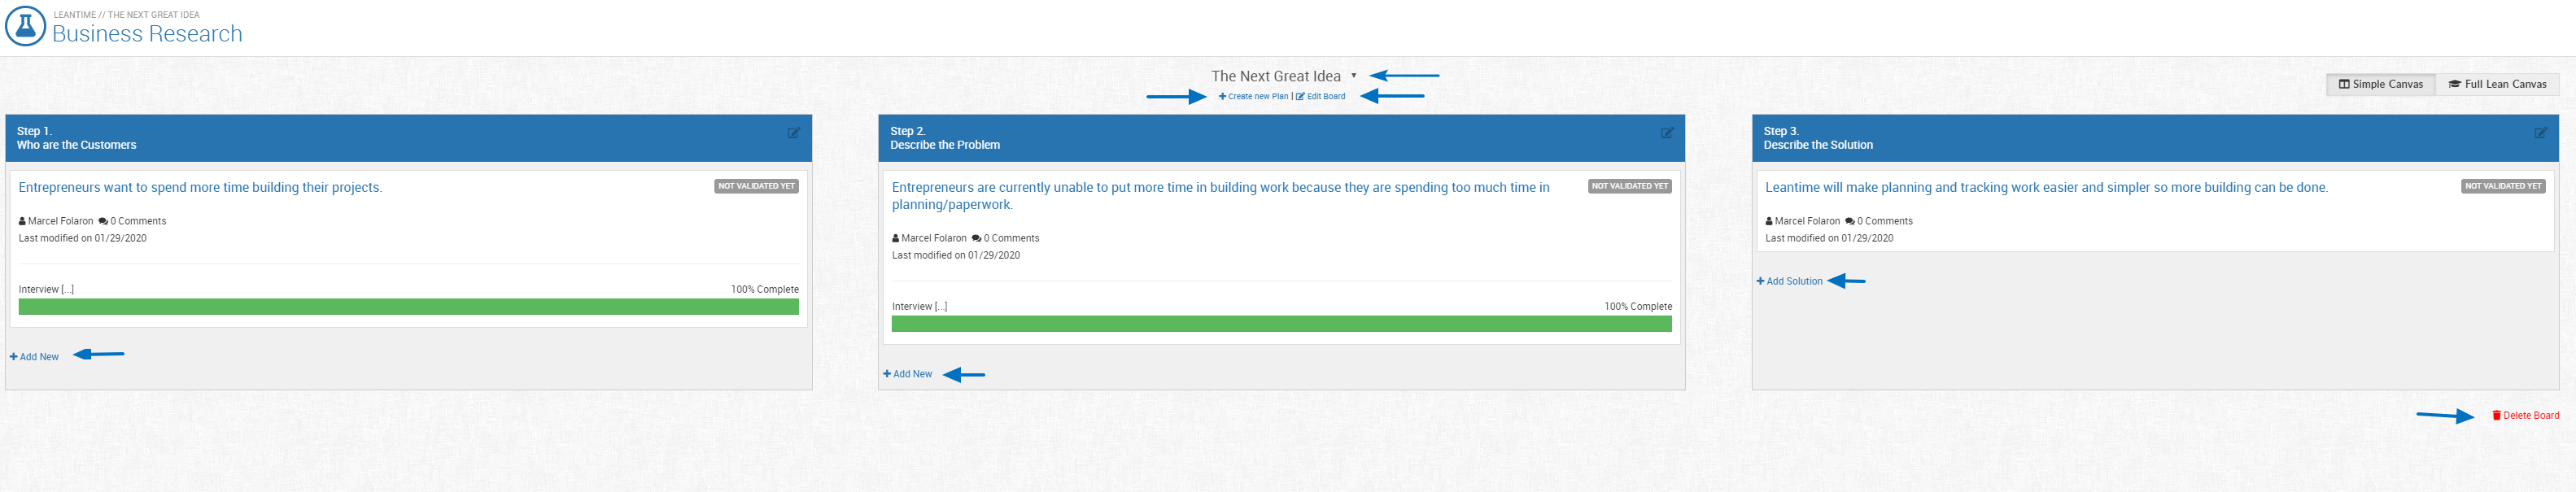 LEANTIME // THE NEXT GREAT IDEA
Business Research
The Next Great Idea
Create new Plan | Edit Board
Simple Canvas
Full Lean Canvas
Step 1.
Who are the Customers
Entrepreneurs want to spend more time building their projects.
NOT VALIDATED YET
Marcel Folaron 0 Comments
Last modified on 01/29/2020
Interview [...]
100% Complete
Add New
Step 2.
Describe the Problem
Entrepreneurs are currently unable to put more time in building work because they are spending too much time in
planning/paperwork.
NOT VALIDATED YET
Marcel Folaron 0 Comments
Last modified on 01/29/2020
Interview [...]
100% Complete
Add New
Step 3.
Describe the Solution
Leantime will make planning and tracking work easier and simpler so more building can be done.
NOT VALIDATED YET
Marcel Folaron 0 Comments
Last modified on 01/29/2020
Add Solution
Delete Board